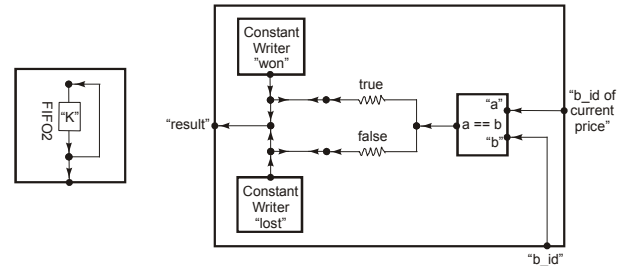 FIFO2
"K"
Constant
Writer
"won"
true
"result"
false
Constant
Writer
"lost"
"a"
a == b
"b"
"b_id of
current
price"
"b_id"